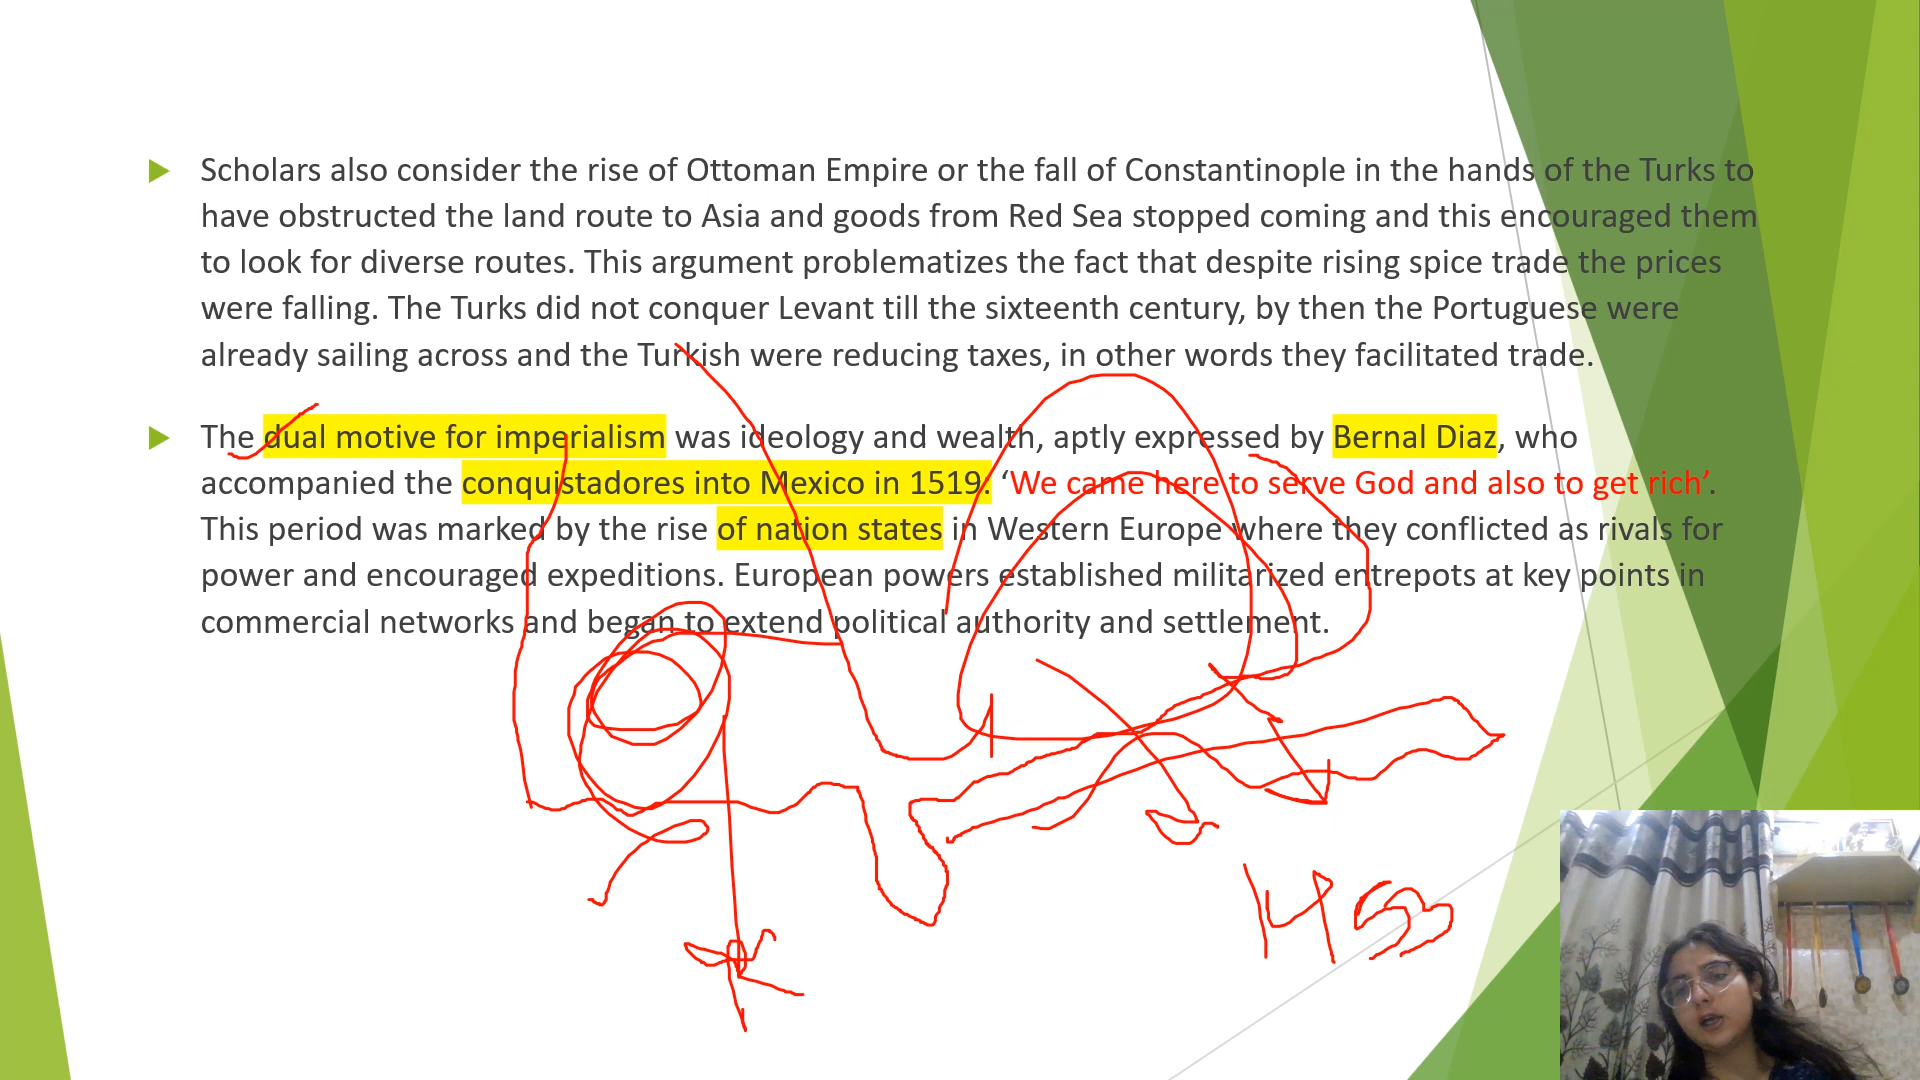 Scholars also consider the rise of Ottoman Empire or the fall of Constantinople in the hands of the Turks to
have obstructed the land route to Asia and goods from Red Sea stopped coming and this encouraged them
to look for diverse routes. This argument problematizes the fact that despite rising spice trade the prices
were falling. The Turks did not conquer Levant till the sixteenth century, by then the Portuguese were
already sailing across and the Turkish were reducing taxes, in other words they facilitated trade.
The dual motive for imperialism was ideology and wealth, aptly expressed by Bernal Diaz, who
accompanied the conquistadores into Mexico in 1519. ‘We came here to serve God and also to get rich’.
This period was marked by the rise of nation states in Western Europe where they conflicted as rivals for
power and encouraged expeditions. European powers established militarized entrepots at key points in
commercial networks and began to extend political authority and settlement.
1453